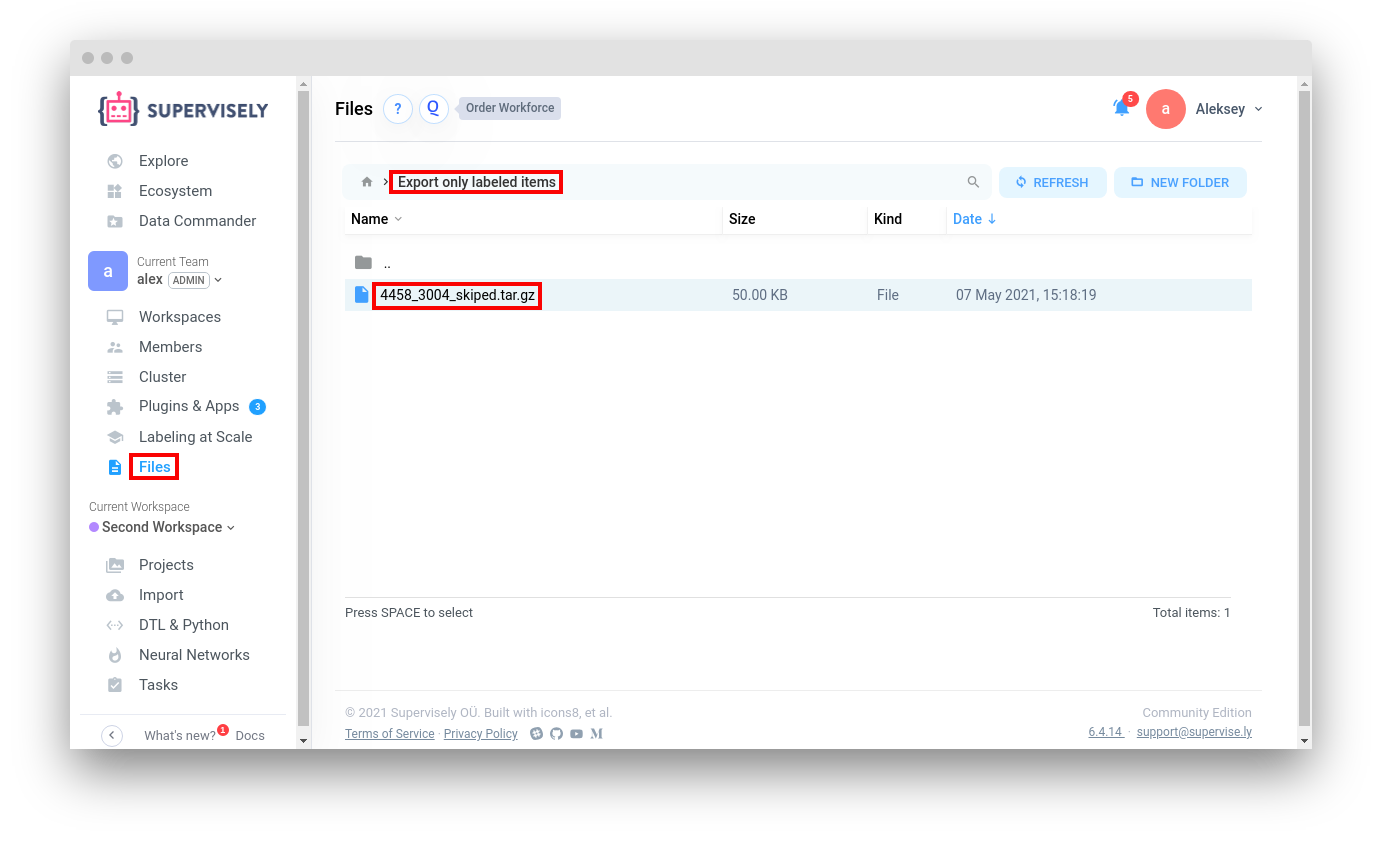 SUPERVISELY
Explore
Ecosystem
Data Commander
a
Current Team
alex ADMIN
Workspaces
Members
Cluster
Plugins & Apps 3
Labeling at Scale
Files
Current Workspace
Second Workspace
Projects
Import
DTL & Python
Neural Networks
Tasks
What's new? 1 Docs
Files ? Q Order Workforce
5 a Aleksey
Export only labeled items
REFRESH
NEW FOLDER
Name Size Kind Date
..
4458_3004_skiped.tar.gz 50.00 KB File 07 May 2021, 15:18:19
Press SPACE to select Total items: 1
© 2021 Supervisely OÜ. Built with icons8, et al. Community Edition
Terms of Service · Privacy Policy 6.4.14 · support@supervise.ly